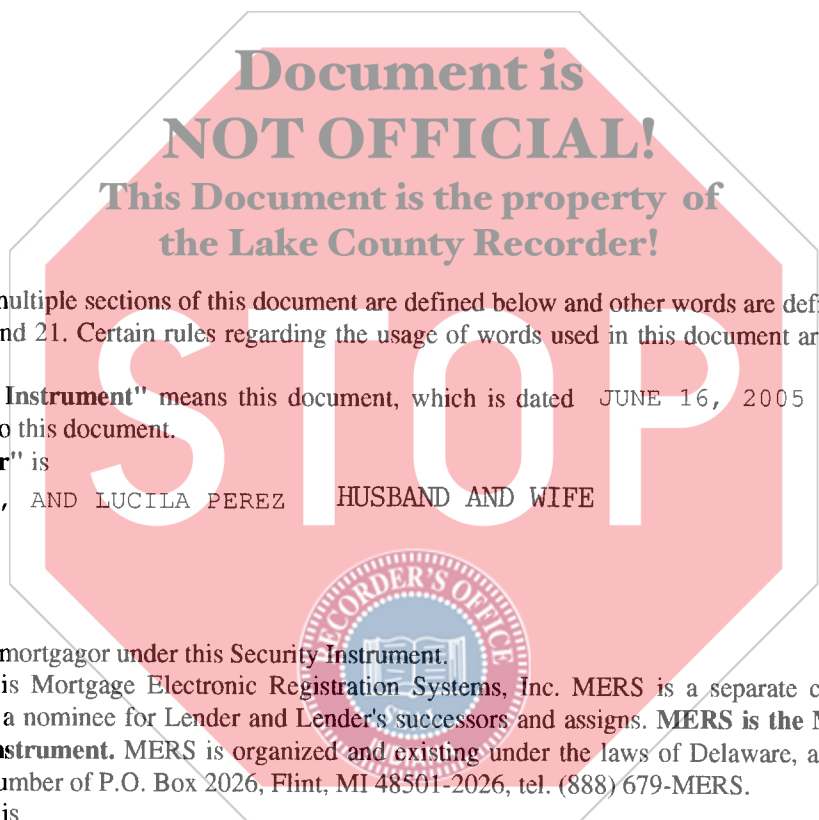 Document is
NOT OFFICIAL!
This Document is the property of
the Lake County Recorder!
multiple sections of this document are defined below and other words are
nd 21. Certain rules regarding the usage of words used in this document
Instrument" means this document, which is dated JUNE 16, 2005
o this document.
r" is
, AND LUCILA PEREZ HUSBAND AND WIFE
STOP
RECORDER'S OFFICE
mortgagor under this Security Instrument.
is Mortgage Electronic Registration Systems, Inc. MERS is a separate
a nominee for Lender and Lender's successors and assigns. MERS is the
nstrument. MERS is organized and existing under the laws of Delaware,
umber of P.O. Box 2026, Flint, MI 48501-2026, tel. (888) 679-MERS.
is